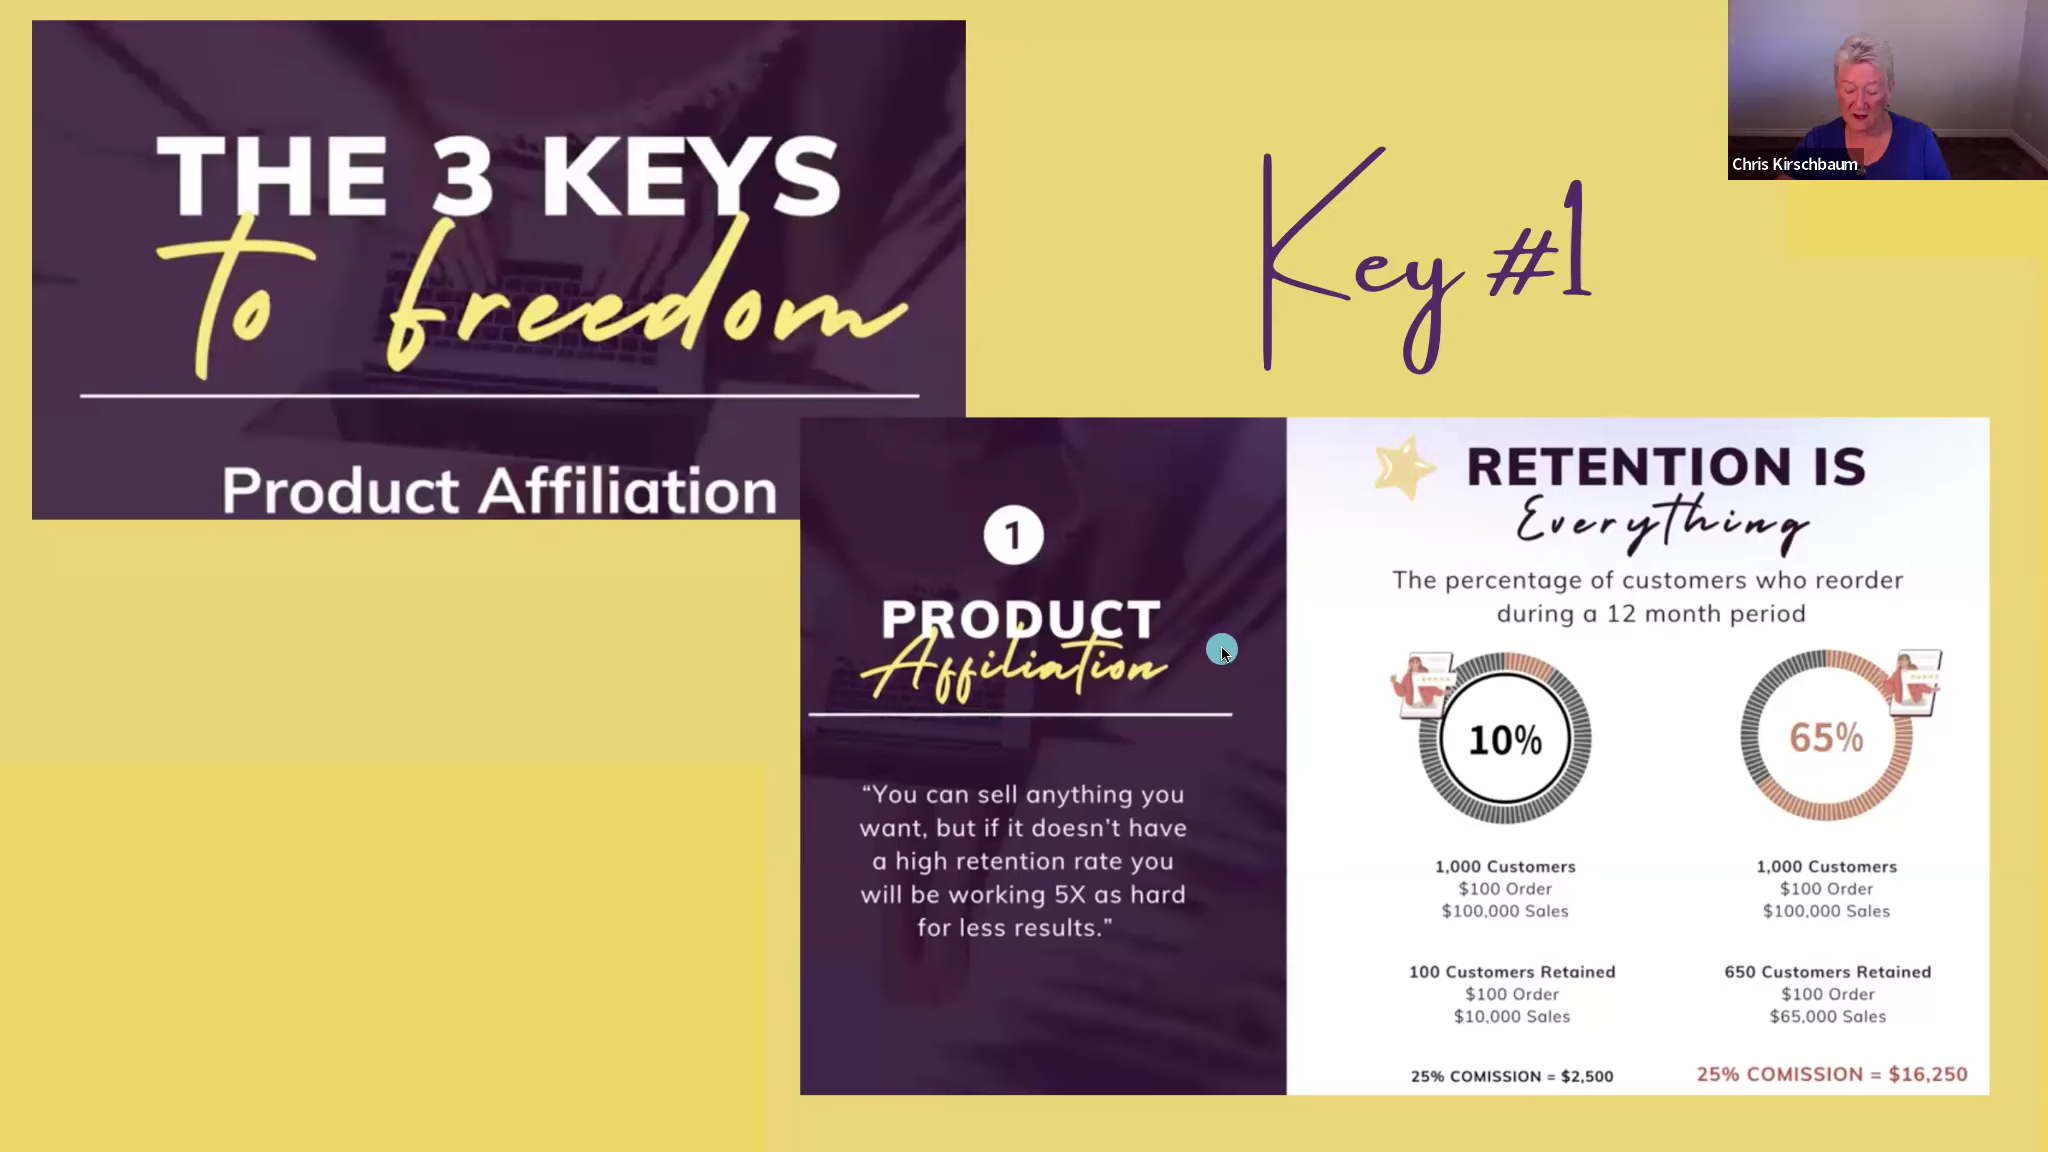 THE 3 KEYS
to freedom
Product Affiliation
Key #1
Chris Kirschbaum
1
PRODUCT
Affiliation
“You can sell anything you
want, but if it doesn’t have
a high retention rate you
will be working 5X as hard
for less results.”
RETENTION IS
Everything
The percentage of customers who reorder
during a 12 month period
10%
1,000 Customers
$100 Order
$100,000 Sales
100 Customers Retained
$100 Order
$10,000 Sales
25% COMISSION = $2,500
65%
1,000 Customers
$100 Order
$100,000 Sales
650 Customers Retained
$100 Order
$65,000 Sales
25% COMISSION = $16,250